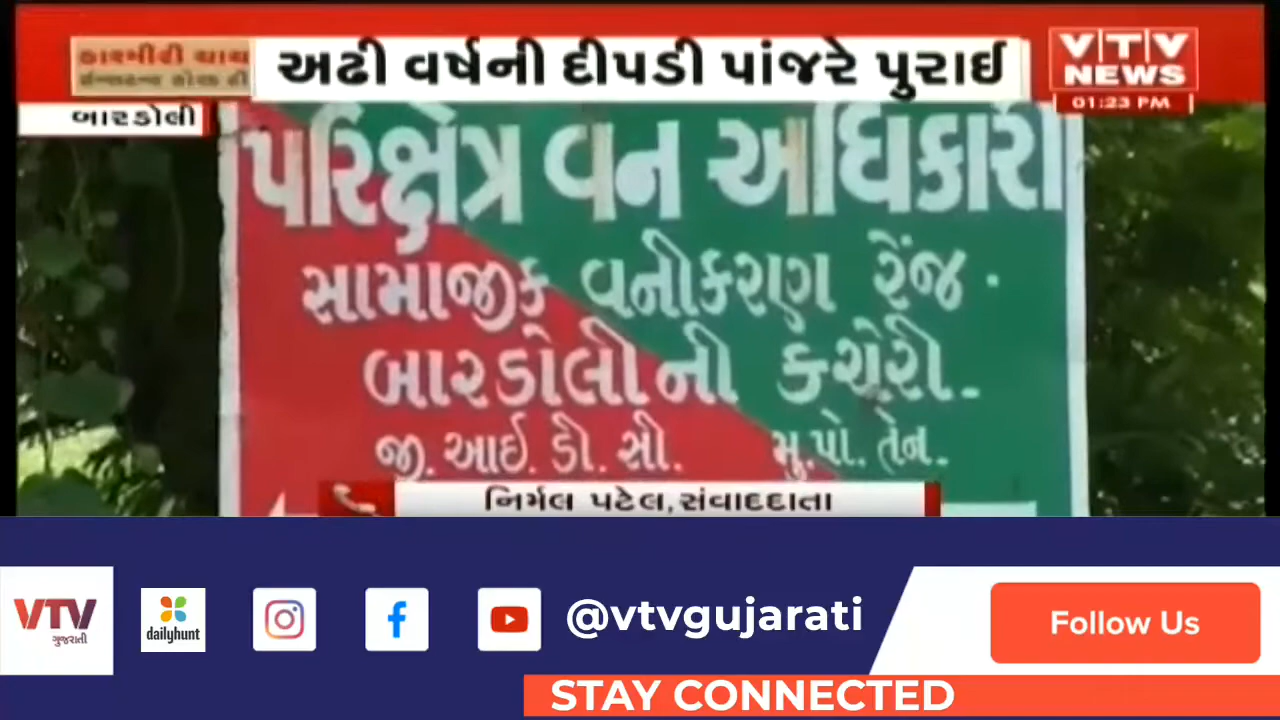 અઢી વર્ષની દીપડી પાંજરે પુરાઈ
VTV
NEWS
01:23 PM
બારડોલી
પરિક્ષેત્ર વન અધિકારી
સામાજીક વનીકરણ રેંજ.
બારડોલીની કચેરી.
જી. આઈ. ડી. સી. મુ.પો. તેન.
નિર્મલ પટેલ,સંવાદદાતા
VTV
ગુજરાતી
dailyhunt
@vtvgujarati
Follow Us
STAY CONNECTED